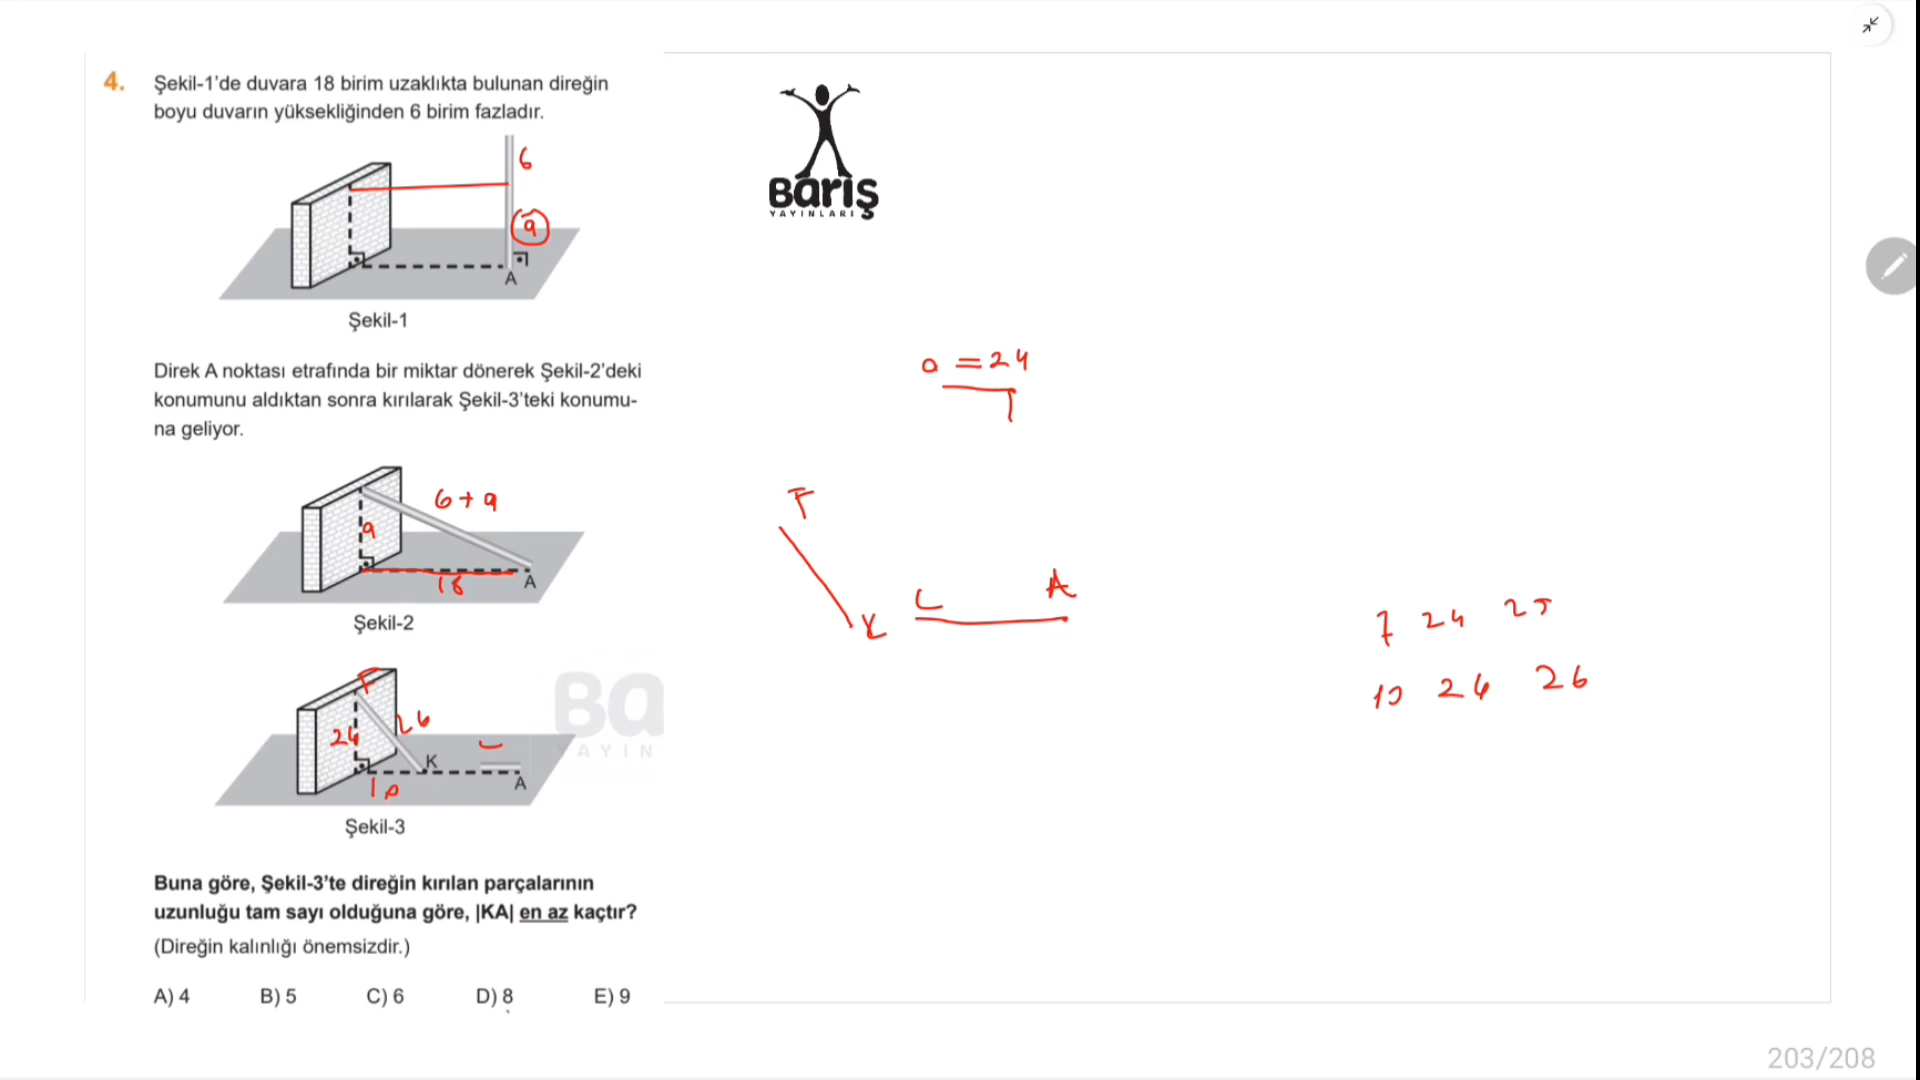 4. Şekil-1'de duvara 18 birim uzaklıkta bulunan direğin
boyu duvarın yüksekliğinden 6 birim fazladır.
6
a
A
Şekil-1
Direk A noktası etrafında bir miktar dönerek Şekil-2'deki
konumunu aldıktan sonra kırılarak Şekil-3'teki konumu-
na geliyor.
6 + a
a
18
A
Şekil-2
F
24
26
K
10
A
Şekil-3
Buna göre, Şekil-3'te direğin kırılan parçalarının
uzunluğu tam sayı olduğuna göre, |KA| en az kaçtır?
(Direğin kalınlığı önemsizdir.)
A) 4 B) 5 C) 6 D) 8 E) 9
Barış
YAYINLARI
Ba
YAYIN
a = 24
F
K
L
A
7 24 25
10 24 26
203/208